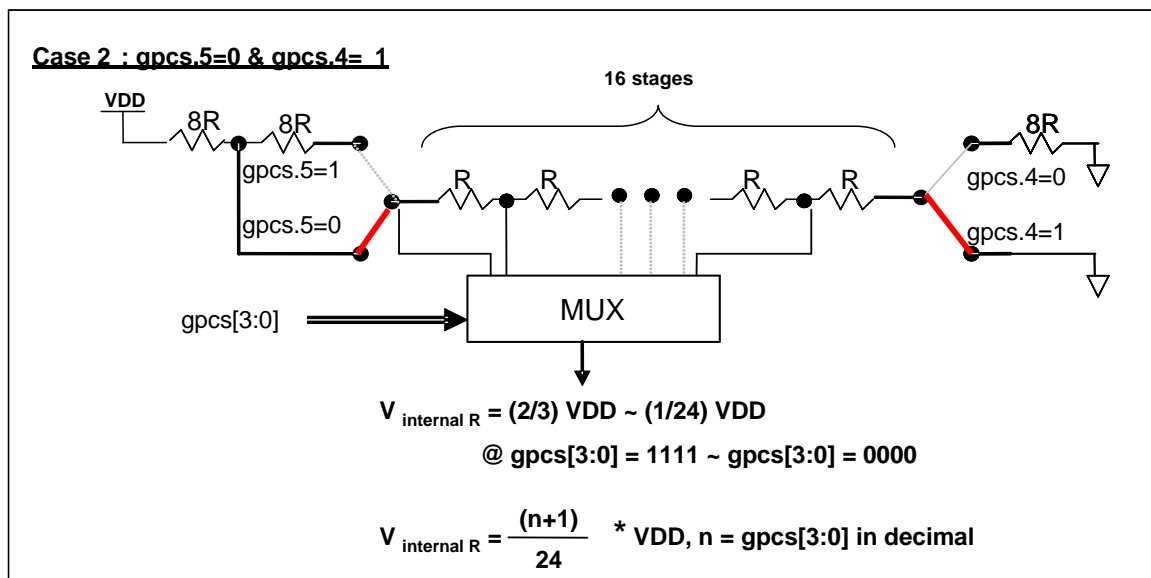 Case 2 : gpcs.5=0 & gpcs.4= 1
16 stages
VDD
8R 8R 8R
gpcs.5=1 R R R R gpcs.4=0
gpcs.5=0 gpcs.4=1
gpcs[3:0] MUX
V internal R = (2/3) VDD ~ (1/24) VDD
@ gpcs[3:0] = 1111 ~ gpcs[3:0] = 0000
V internal R = (n+1) / 24 * VDD, n = gpcs[3:0] in decimal